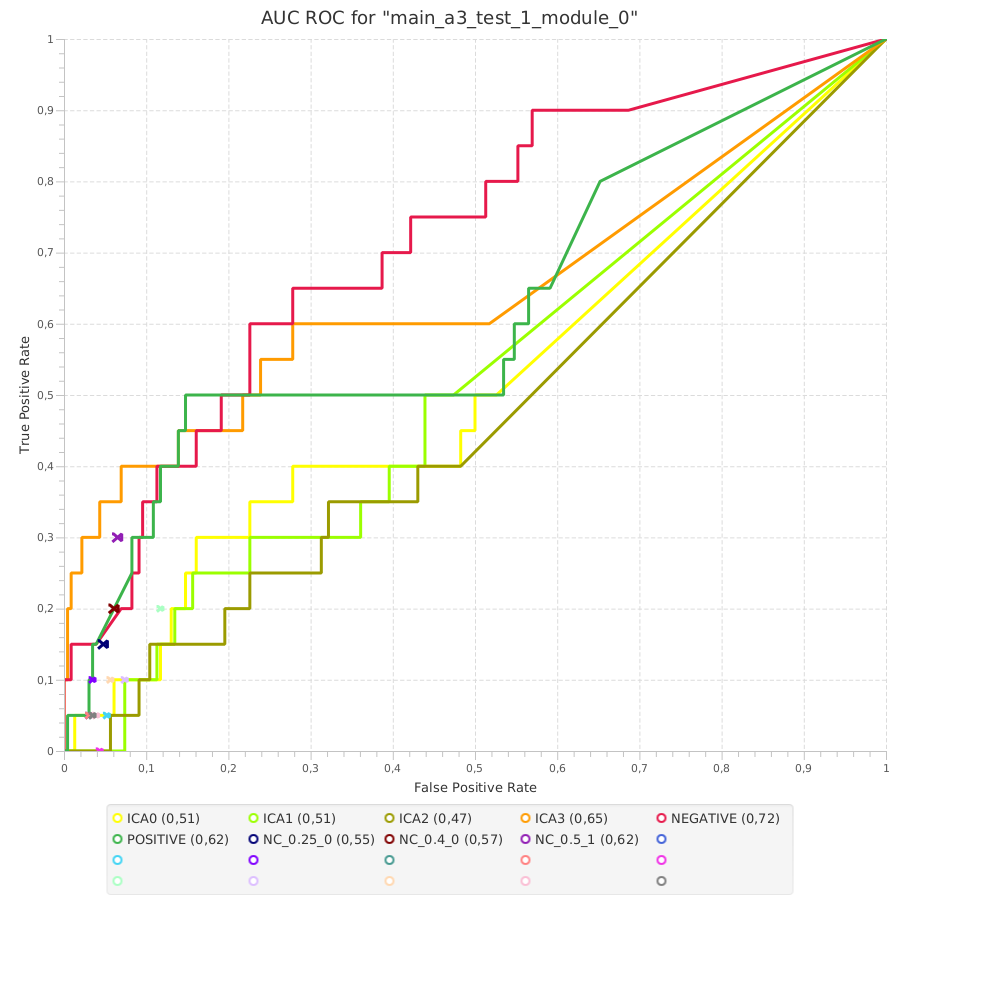 AUC ROC for "main_a3_test_1_module_0"
1
0,9
0,8
0,7
0,6
0,5
0,4
0,3
0,2
0,1
0
True Positive Rate
0 0,1 0,2 0,3 0,4 0,5 0,6 0,7 0,8 0,9 1
False Positive Rate
ICA0 (0,51) ICA1 (0,51) ICA2 (0,47) ICA3 (0,65) NEGATIVE (0,72)
POSITIVE (0,62) NC_0.25_0 (0,55) NC_0.4_0 (0,57) NC_0.5_1 (0,62)